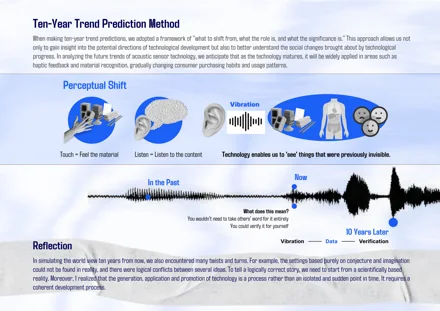 Ten-Year Trend Prediction Method
When making ten-year trend predictions, we adopted a framework of "what to shift from, what the role is, and what the significance is." This approach allows us not
only to gain insight into the potential directions of technological development but also to better understand the social changes brought about by technological
progress. In analyzing the future trends of acoustic sensor technology, we anticipate that as the technology matures, it will be widely applied in areas such as
haptic feedback and material recognition, gradually changing consumer purchasing habits and usage patterns.
Perceptual Shift
Vibration
Touch = Feel the material
Listen = Listen to the content
Technology enables us to 'see' things that were previously invisible.
In the Past
Now
What does this mean?
You wouldn't need to take others' word for it entirely
You could verify it for yourself
10 Years Later
Vibration — Data — Verification
Reflection
In simulating the world view ten years from now, we also encountered many twists and turns. For example, the settings based purely on conjecture and imagination
could not be found in reality, and there were logical conflicts between several ideas. To tell a logically correct story, we need to start from a scientifically based
reality. Moreover, I realized that the generation, application and promotion of technology is a process rather than an isolated and sudden point in time. It requires a
coherent development process.